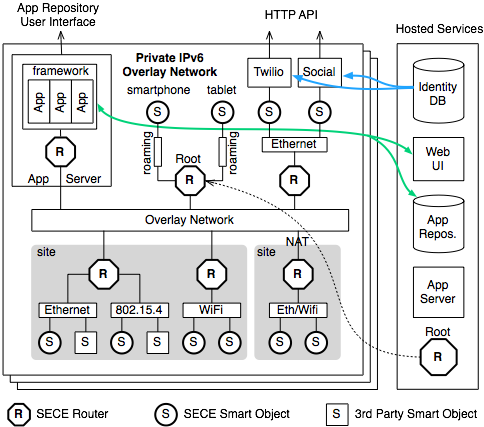 App Repository
User Interface
HTTP API
Hosted Services
Private IPv6
Overlay Network
framework
App
App
App
R
App
Server
smartphone
tablet
S
S
roaming
roaming
Root
R
Twilio
Social
S
S
Ethernet
R
Identity
DB
Web
UI
App
Repos.
App
Server
Root
R
Overlay Network
NAT
site
R
R
Ethernet
802.15.4
WiFi
S
S
S
S
S
S
site
R
Eth/Wifi
S
S
R
SECE Router
S
SECE Smart Object
S
3rd Party Smart Object